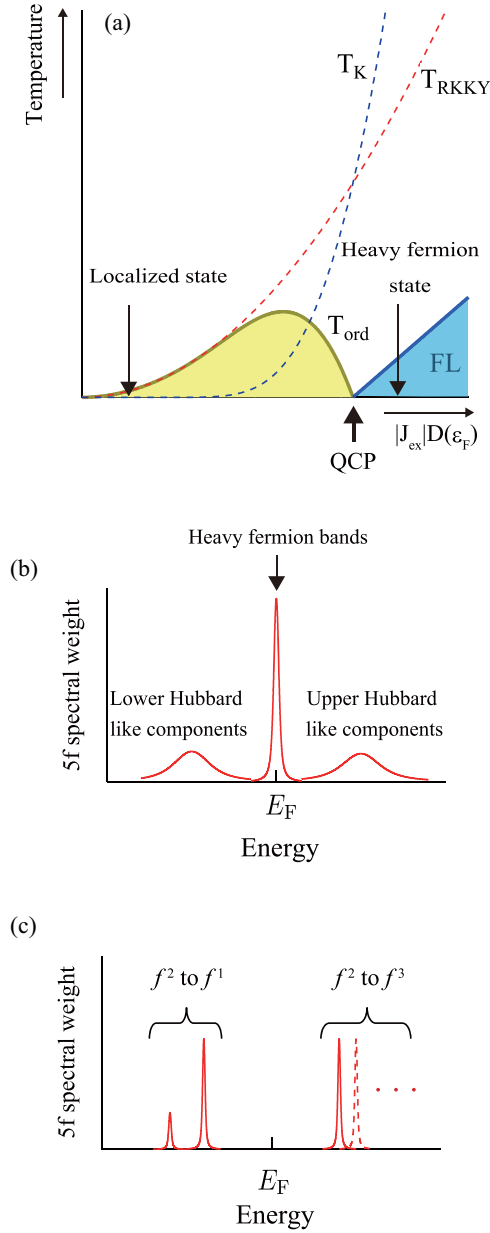 (a)
Temperature
T_K
T_RKKY
Heavy fermion
state
Localized state
T_ord
FL
|J_ex|D(ε_F)
QCP
Heavy fermion bands
(b)
5f spectral weight
Lower Hubbard
like components
Upper Hubbard
like components
E_F
Energy
(c)
5f spectral weight
f² to f¹
f² to f³
. . .
E_F
Energy